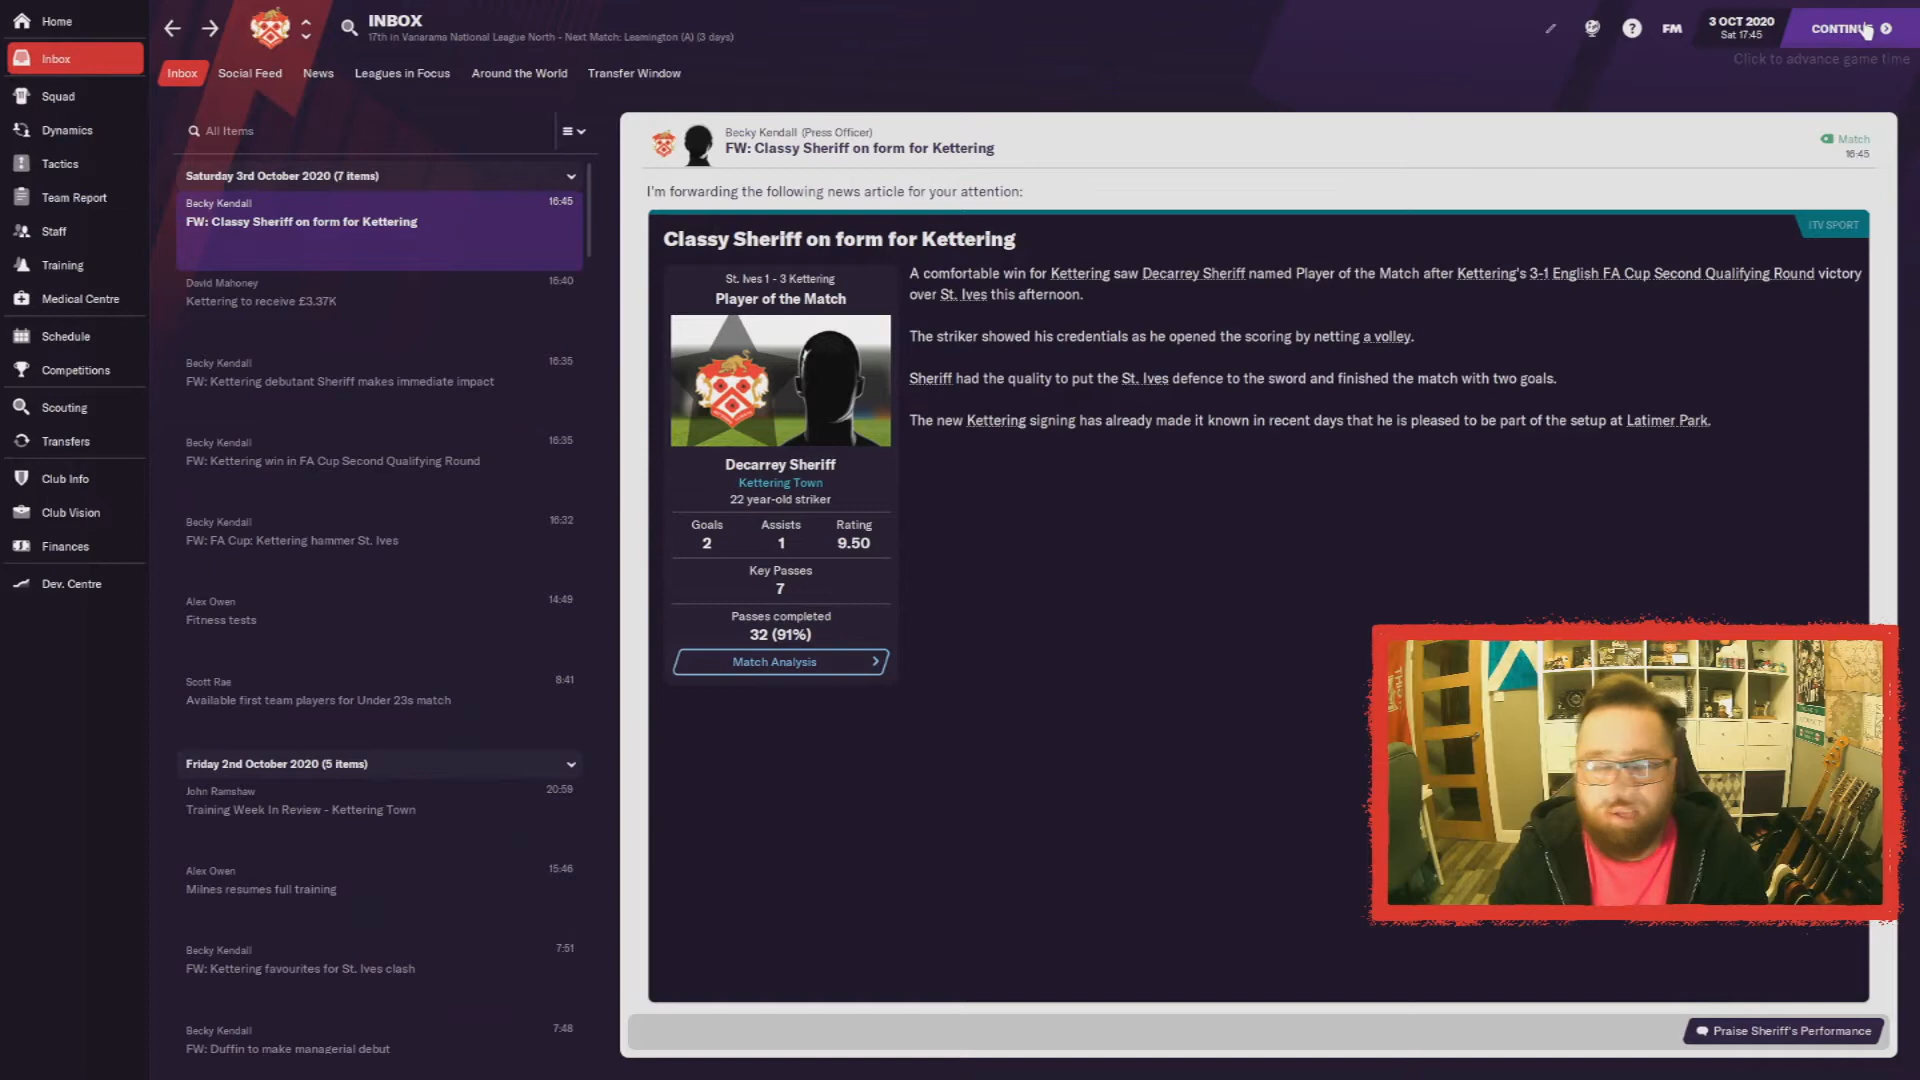 Home
Inbox
Squad
Dynamics
Tactics
Team Report
Staff
Training
Medical Centre
Schedule
Competitions
Scouting
Transfers
Club Info
Club Vision
Finances
Dev. Centre
INBOX
17th in Vanarama National League North - Next Match: Leamington (A) (3 days)
FM
3 OCT 2020
Sat 17:45
CONTINUE
Click to advance game time
Inbox Social Feed News Leagues in Focus Around the World Transfer Window
All Items
Saturday 3rd October 2020 (7 items)
Becky Kendall 16:45
FW: Classy Sheriff on form for Kettering
David Mahoney 16:40
Kettering to receive £3.37K
Becky Kendall 16:35
FW: Kettering debutant Sheriff makes immediate impact
Becky Kendall 16:35
FW: Kettering win in FA Cup Second Qualifying Round
Becky Kendall 16:32
FW: FA Cup: Kettering hammer St. Ives
Alex Owen 14:49
Fitness tests
Scott Rae 8:41
Available first team players for Under 23s match
Friday 2nd October 2020 (5 items)
John Ramshaw 20:59
Training Week In Review - Kettering Town
Alex Owen 15:46
Milnes resumes full training
Becky Kendall 7:51
FW: Kettering favourites for St. Ives clash
Becky Kendall 7:48
FW: Duffin to make managerial debut
Becky Kendall (Press Officer)
FW: Classy Sheriff on form for Kettering
Match
16:45
I'm forwarding the following news article for your attention:
ITV SPORT
Classy Sheriff on form for Kettering
St. Ives 1 - 3 Kettering
Player of the Match
Decarrey Sheriff
Kettering Town
22 year-old striker
Goals Assists Rating
2 1 9.50
Key Passes
7
Passes completed
32 (91%)
Match Analysis
A comfortable win for Kettering saw Decarrey Sheriff named Player of the Match after Kettering's 3-1 English FA Cup Second Qualifying Round victory
over St. Ives this afternoon.
The striker showed his credentials as he opened the scoring by netting a volley.
Sheriff had the quality to put the St. Ives defence to the sword and finished the match with two goals.
The new Kettering signing has already made it known in recent days that he is pleased to be part of the setup at Latimer Park.
Praise Sheriff's Performance